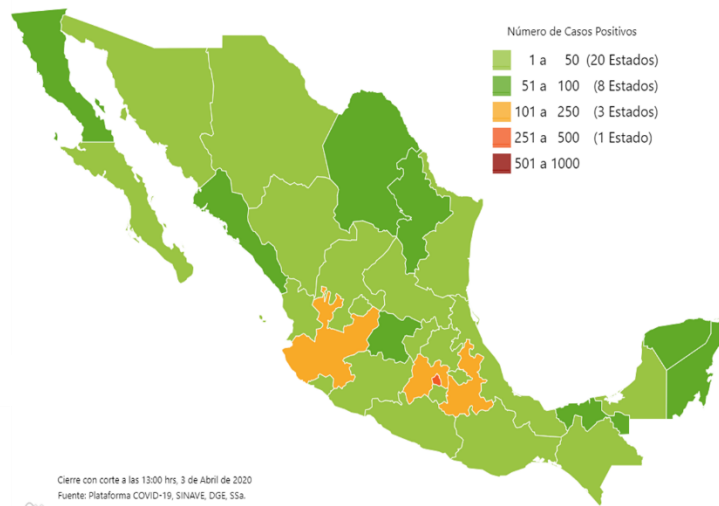 Número de Casos Positivos
1 a 50 (20 Estados)
51 a 100 (8 Estados)
101 a 250 (3 Estados)
251 a 500 (1 Estado)
501 a 1000
Cierre con corte a las 13:00 hrs, 3 de Abril de 2020
Fuente: Plataforma COVID-19, SINAVE, DGE, SSa.